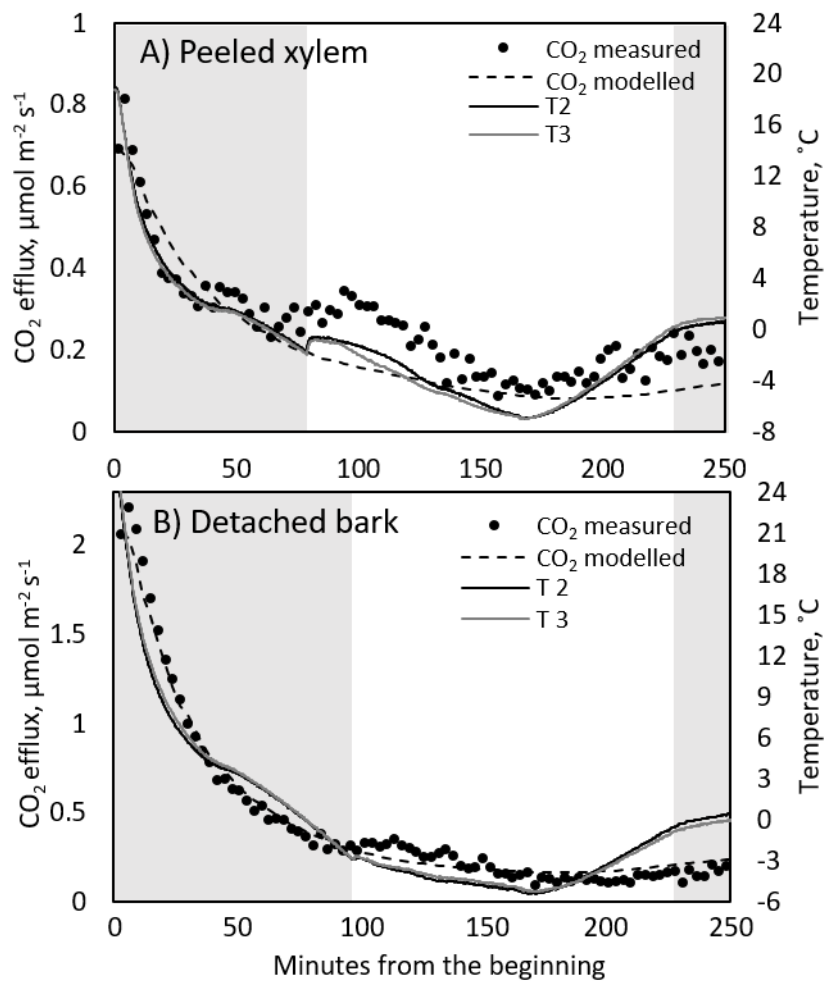 A) Peeled xylem
CO₂ measured
CO₂ modelled
T2
T3
CO₂ efflux, µmol m⁻² s⁻¹
1
0.8
0.6
0.4
0.2
0
Temperature, ˚C
24
20
16
12
8
4
0
-4
-8
0
50
100
150
200
250
B) Detached bark
CO₂ measured
CO₂ modelled
T 2
T 3
CO₂ efflux, µmol m⁻² s⁻¹
2
1.5
1
0.5
0
Temperature, ˚C
24
21
18
15
12
9
6
3
0
-3
-6
0
50
100
150
200
250
Minutes from the beginning